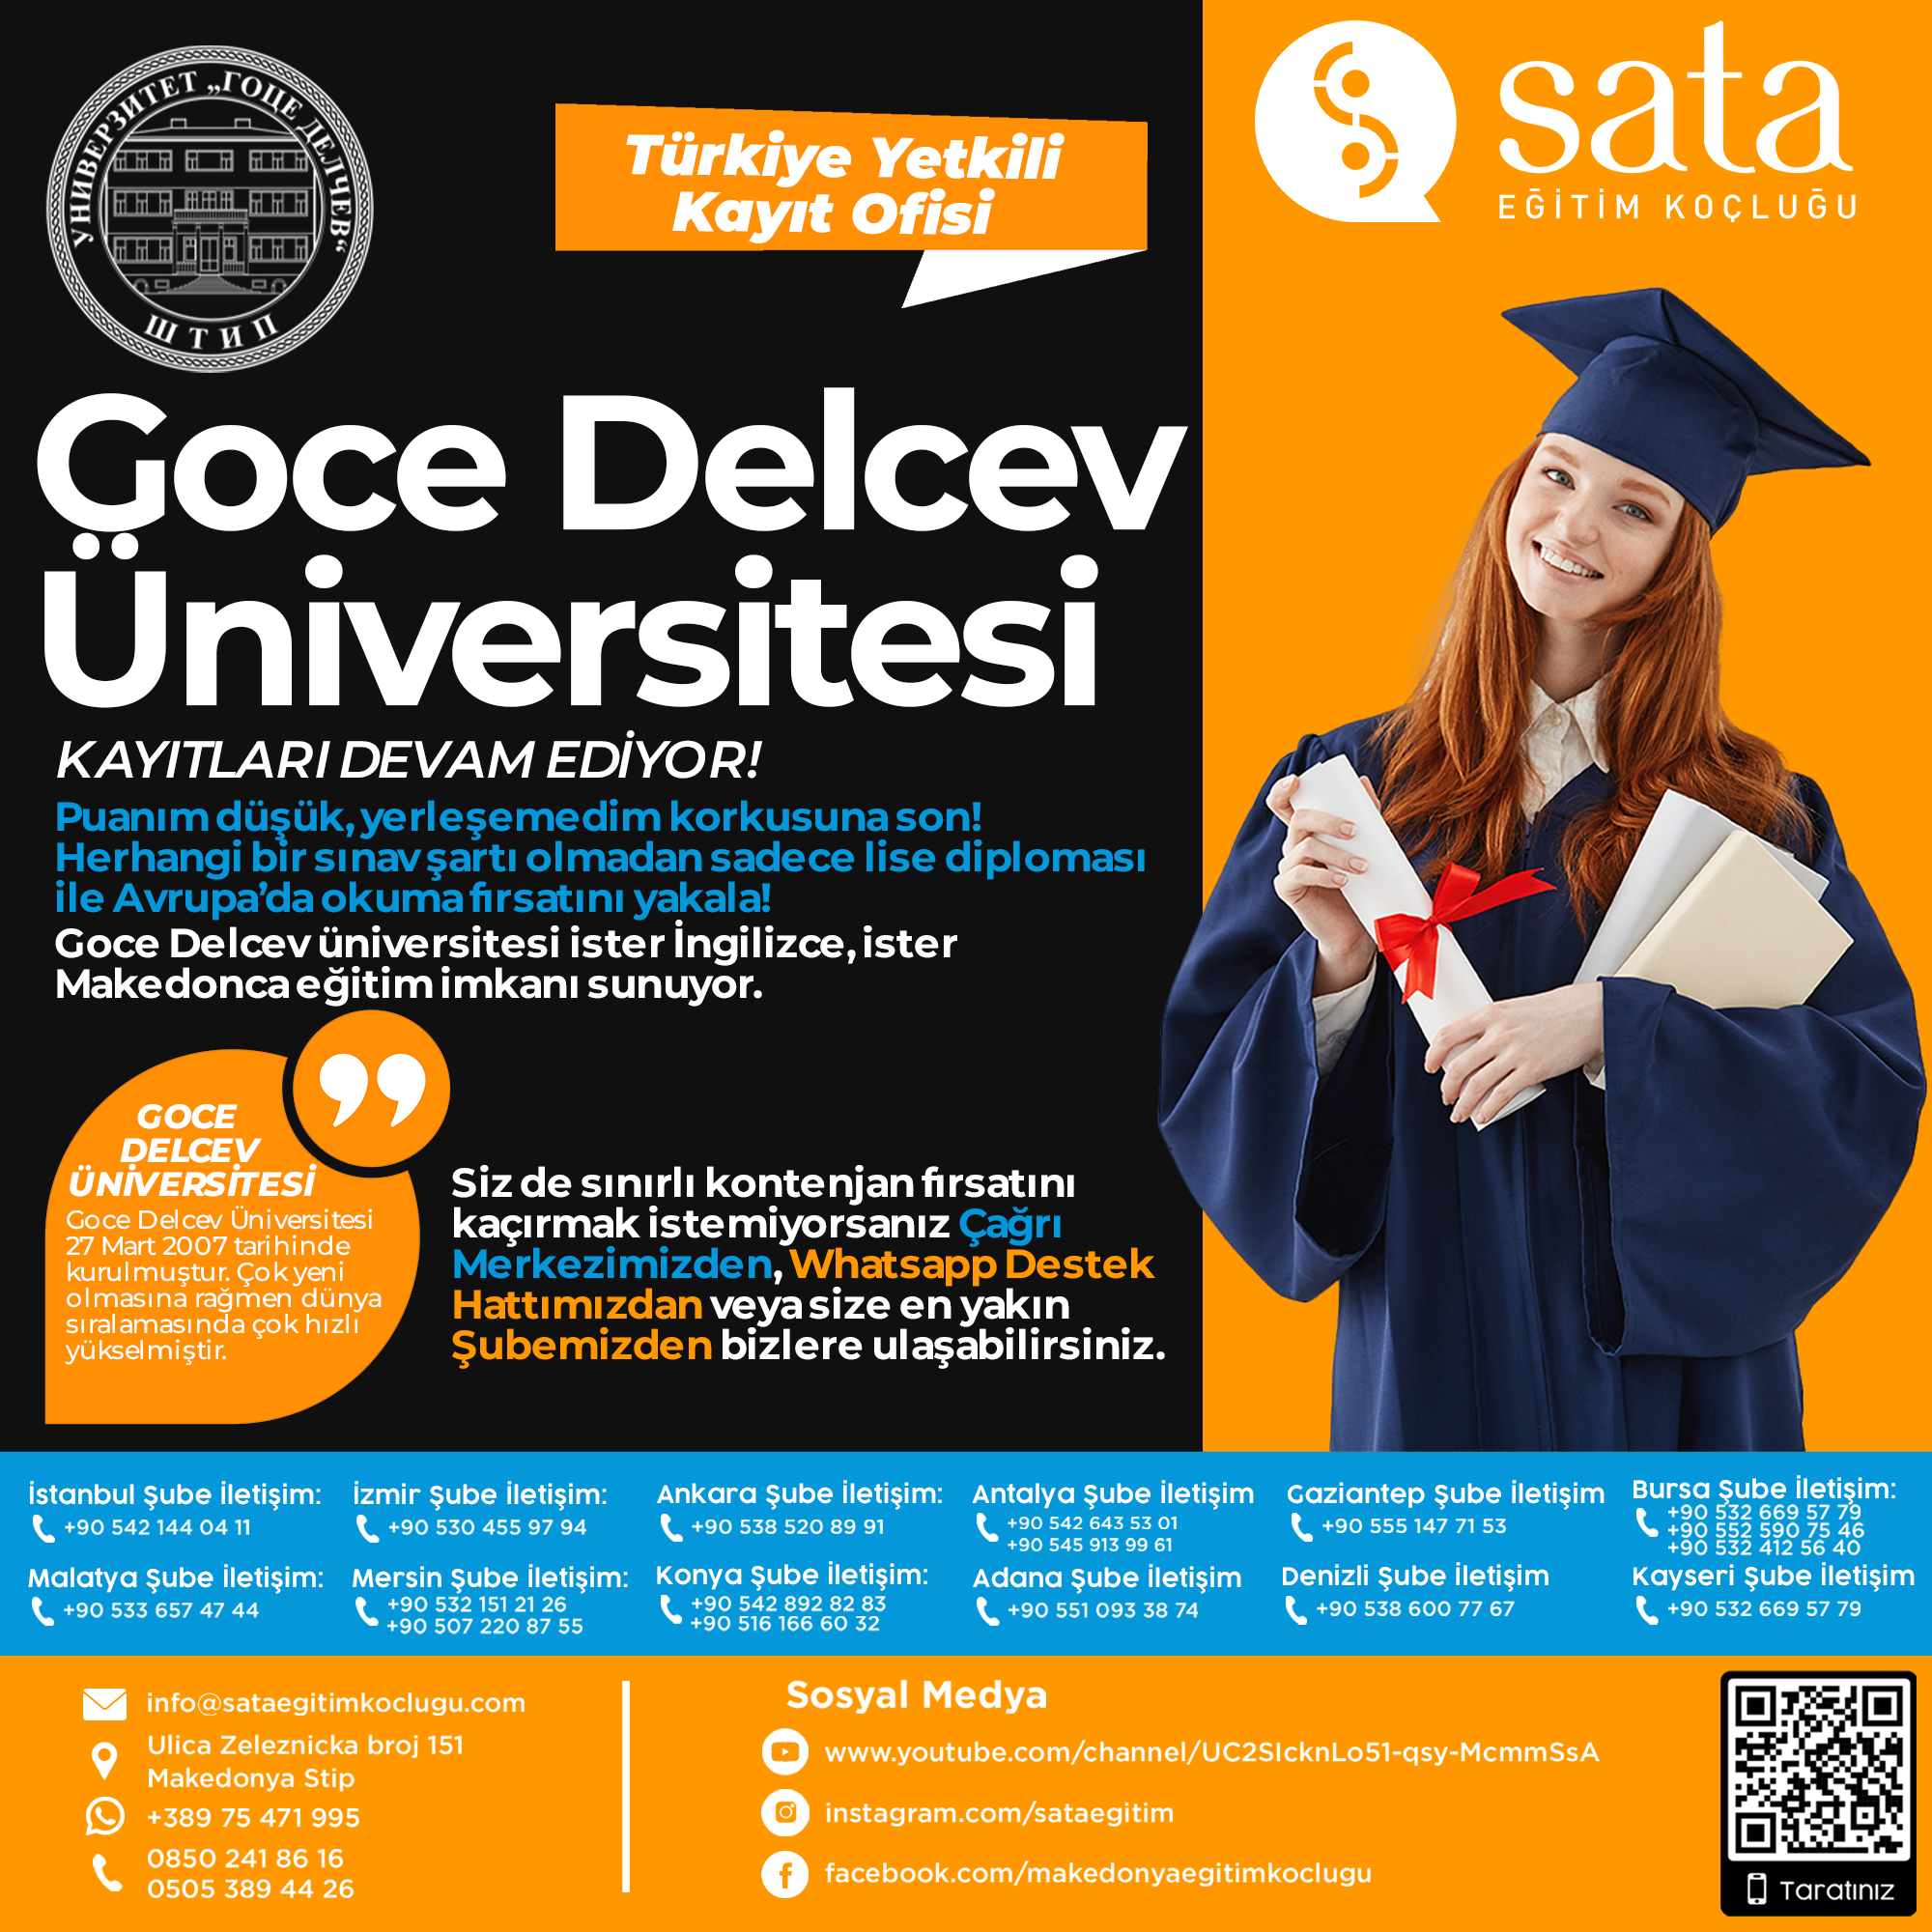 УНИВЕРЗИТЕТ „ГОЦЕ ДЕЛЧЕВ“
ШТИП
Türkiye Yetkili
Kayıt Ofisi
sata
EĞİTİM KOÇLUĞU
Goce Delcev
Üniversitesi
KAYITLARI DEVAM EDİYOR!
Puanım düşük, yerleşemedim korkusuna son!
Herhangi bir sınav şartı olmadan sadece lise diploması
ile Avrupa’da okuma fırsatını yakala!
Goce Delcev üniversitesi ister İngilizce, ister
Makedonca eğitim imkanı sunuyor.
GOCE
DELCEV
ÜNİVERSİTESİ
Goce Delcev Üniversitesi
27 Mart 2007 tarihinde
kurulmuştur. Çok yeni
olmasına rağmen dünya
sıralamasında çok hızlı
yükselmiştir.
Siz de sınırlı kontenjan fırsatını
kaçırmak istemiyorsanız Çağrı
Merkezimizden, Whatsapp Destek
Hattımızdan veya size en yakın
Şubemizden bizlere ulaşabilirsiniz.
İstanbul Şube İletişim:
+90 542 144 04 11
İzmir Şube İletişim:
+90 530 455 97 94
Ankara Şube İletişim:
+90 538 520 89 91
Antalya Şube İletişim
+90 542 643 53 01
+90 545 913 99 61
Gaziantep Şube İletişim
+90 555 147 71 53
Bursa Şube İletişim:
+90 532 669 57 79
+90 552 590 75 46
+90 532 412 56 40
Malatya Şube İletişim:
+90 533 657 47 44
Mersin Şube İletişim:
+90 532 151 21 26
+90 507 220 87 55
Konya Şube İletişim:
+90 542 892 82 83
+90 516 166 60 32
Adana Şube İletişim
+90 551 093 38 74
Denizli Şube İletişim
+90 538 600 77 67
Kayseri Şube İletişim
+90 532 669 57 79
info@sataegitimkoclugu.com
Ulica Zeleznicka broj 151
Makedonya Stip
+389 75 471 995
0850 241 86 16
0505 389 44 26
Sosyal Medya
www.youtube.com/channel/UC2SIcknLo51-qsy-McmmSsA
instagram.com/sataegitim
facebook.com/makedonyaegitimkoclugu
Taratınız